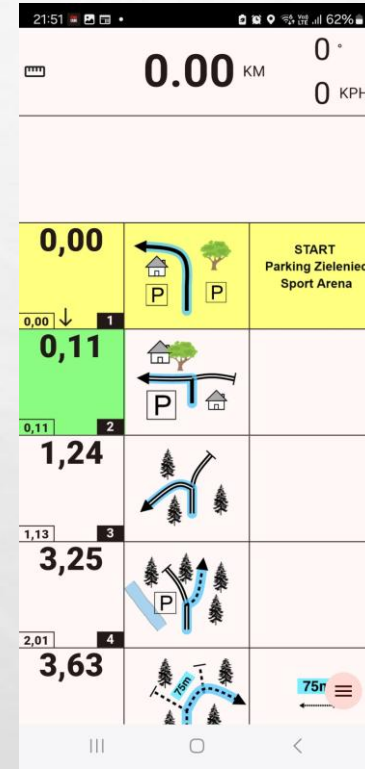 21:51 62%
0.00 KM
0 °
0 KPH
0,00
P P
START
Parking Zieleniec
Sport Arena
0,00 1
0,11
P
0,11 2
1,24
1,13 3
3,25
P
2,01 4
3,63
75m
75m